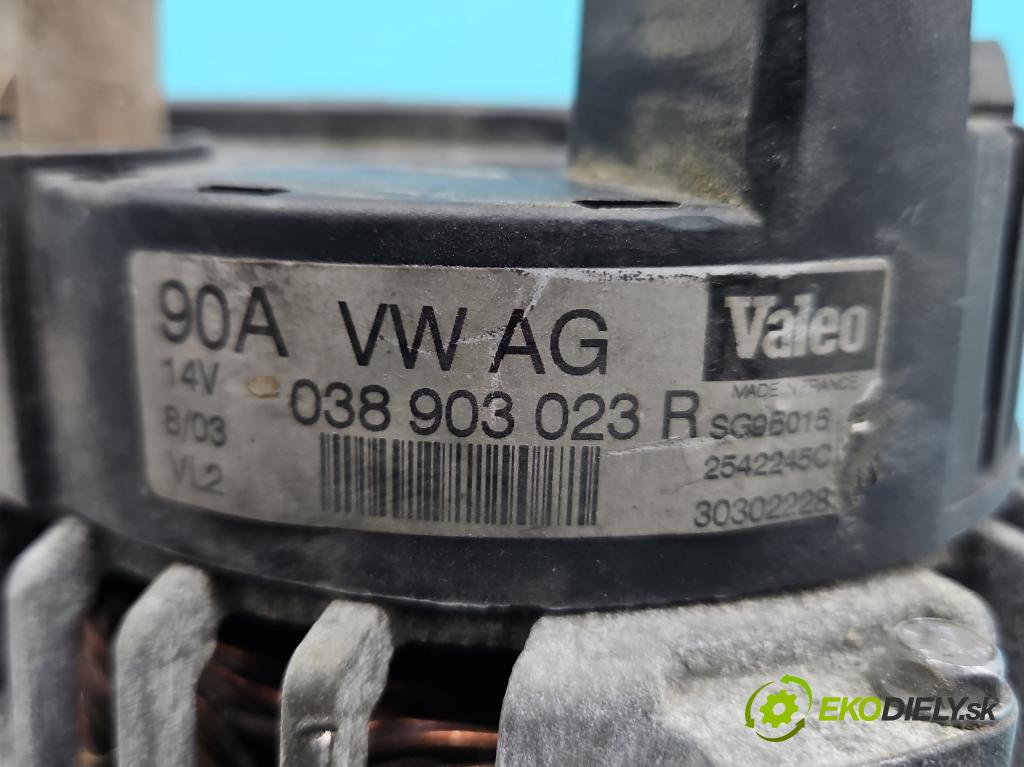 90A VW AG Valeo
14V MADE IN FRANCE
038 903 023 R SG9B015
8/03 2542245C
VL2 30302228
EKODIELY.sk